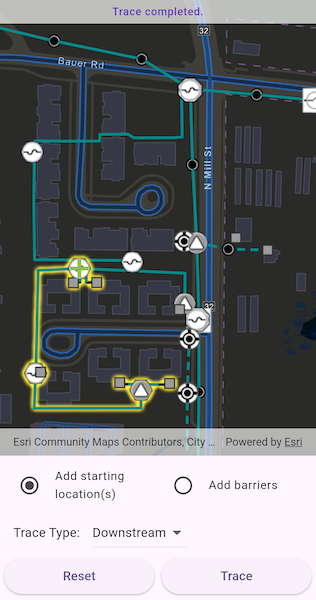 Trace completed.
32
Bauer Rd
N Mill St
32
Esri Community Maps Contributors, City ... Powered by Esri
Add starting location(s)
Add barriers
Trace Type: Downstream
Reset
Trace